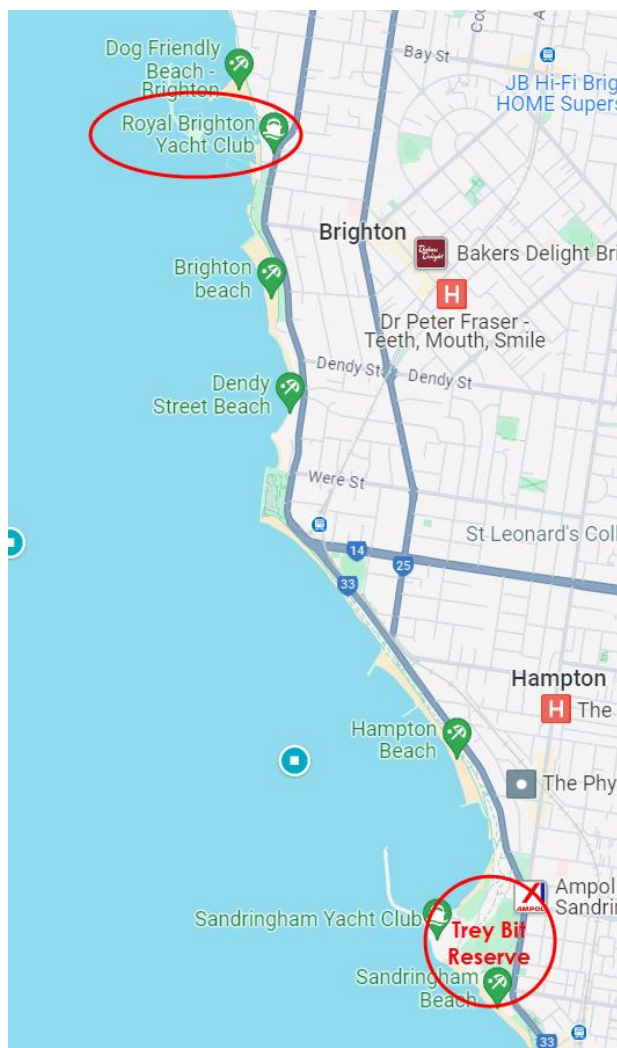 Dog Friendly
Beach -
Brighton
Bay St
JB Hi-Fi Brig
HOME Supers
Royal Brighton
Yacht Club
Brighton
Bakers Delight Bri
Brighton
beach
H
Dr Peter Fraser -
Teeth, Mouth, Smile
Dendy St
Dendy St
Dendy
Street Beach
Were St
St Leonard's Coll
14
25
33
Hampton
H
The
Hampton
Beach
The Phy
Ampol
Sandrin
AMPOL
Sandringham Yacht Club
Trey Bit
Reserve
Sandringham
Beach
33